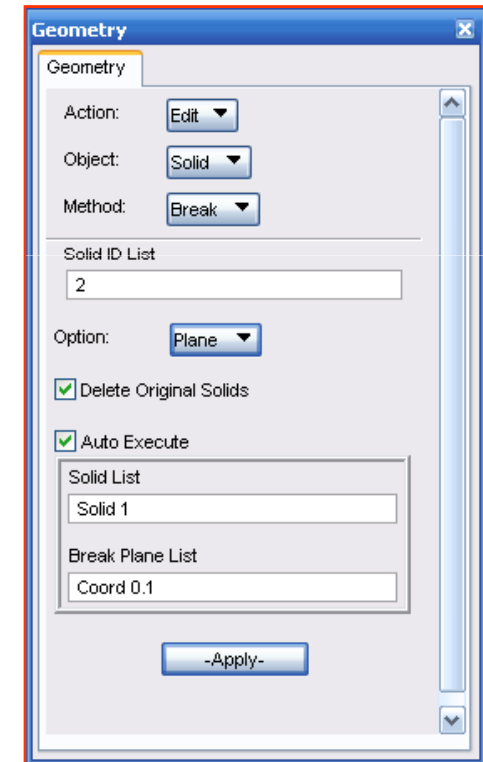 Geometry
Geometry
Action: Edit
Object: Solid
Method: Break
Solid ID List
2
Option: Plane
Delete Original Solids
Auto Execute
Solid List
Solid 1
Break Plane List
Coord 0.1
-Apply-